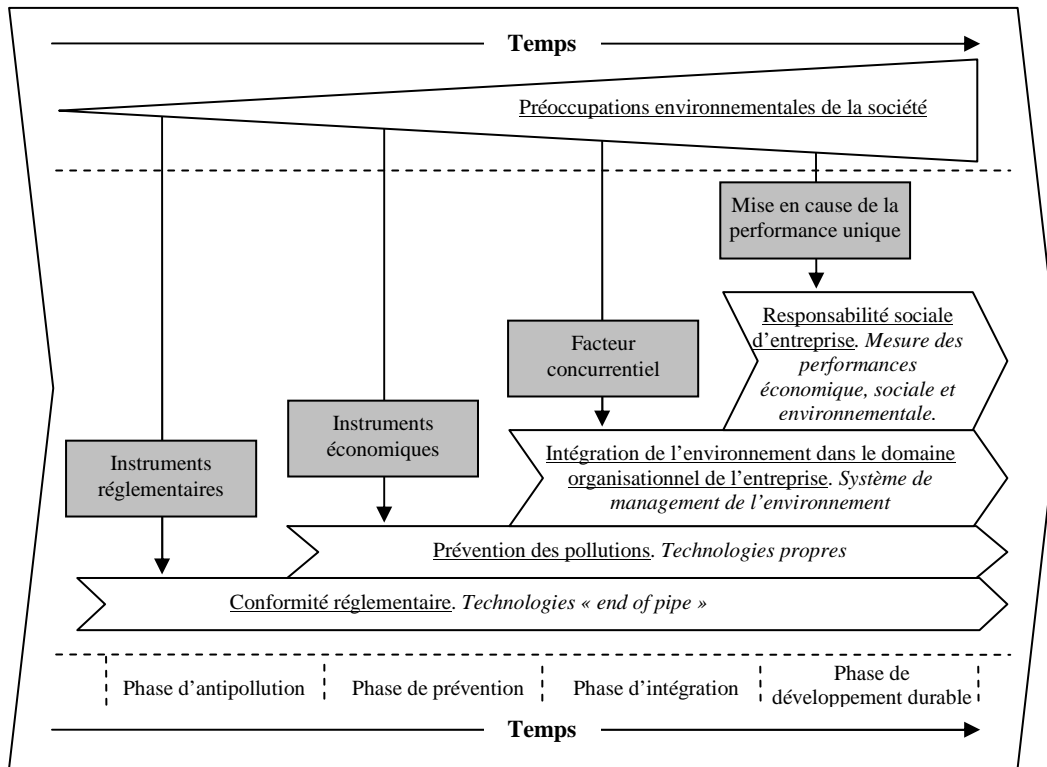 Temps
Préoccupations environnementales de la société
Mise en cause de la
performance unique
Responsabilité sociale
d’entreprise. Mesure des
performances
économique, sociale et
environnementale.
Facteur
concurrentiel
Instruments
économiques
Intégration de l’environnement dans le domaine
organisationnel de l’entreprise. Système de
management de l’environnement
Instruments
réglementaires
Prévention des pollutions. Technologies propres
Conformité réglementaire. Technologies « end of pipe »
Phase d’antipollution
Phase de prévention
Phase d’intégration
Phase de
développement durable
Temps